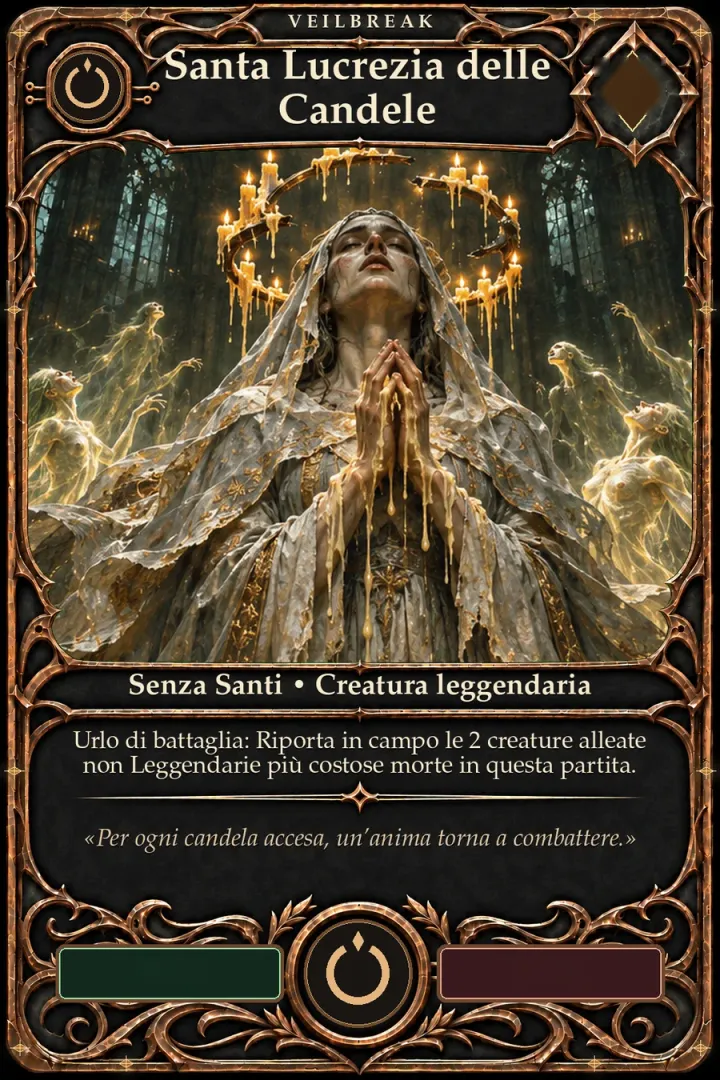 VEILBREAK
Santa Lucrezia delle
Candele
Senza Santi • Creatura leggendaria
Urlo di battaglia: Riporta in campo le 2 creature alleate
non Leggendarie più costose morte in questa partita.
«Per ogni candela accesa, un’anima torna a combattere.»